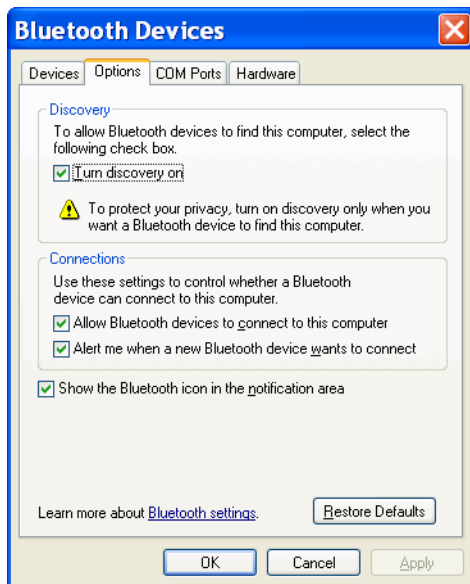 Bluetooth Devices
Devices Options COM Ports Hardware
Discovery
To allow Bluetooth devices to find this computer, select the
following check box.
Turn discovery on
To protect your privacy, turn on discovery only when you
want a Bluetooth device to find this computer.
Connections
Use these settings to control whether a Bluetooth
device can connect to this computer.
Allow Bluetooth devices to connect to this computer
Alert me when a new Bluetooth device wants to connect
Show the Bluetooth icon in the notification area
Learn more about Bluetooth settings. Restore Defaults
OK Cancel Apply